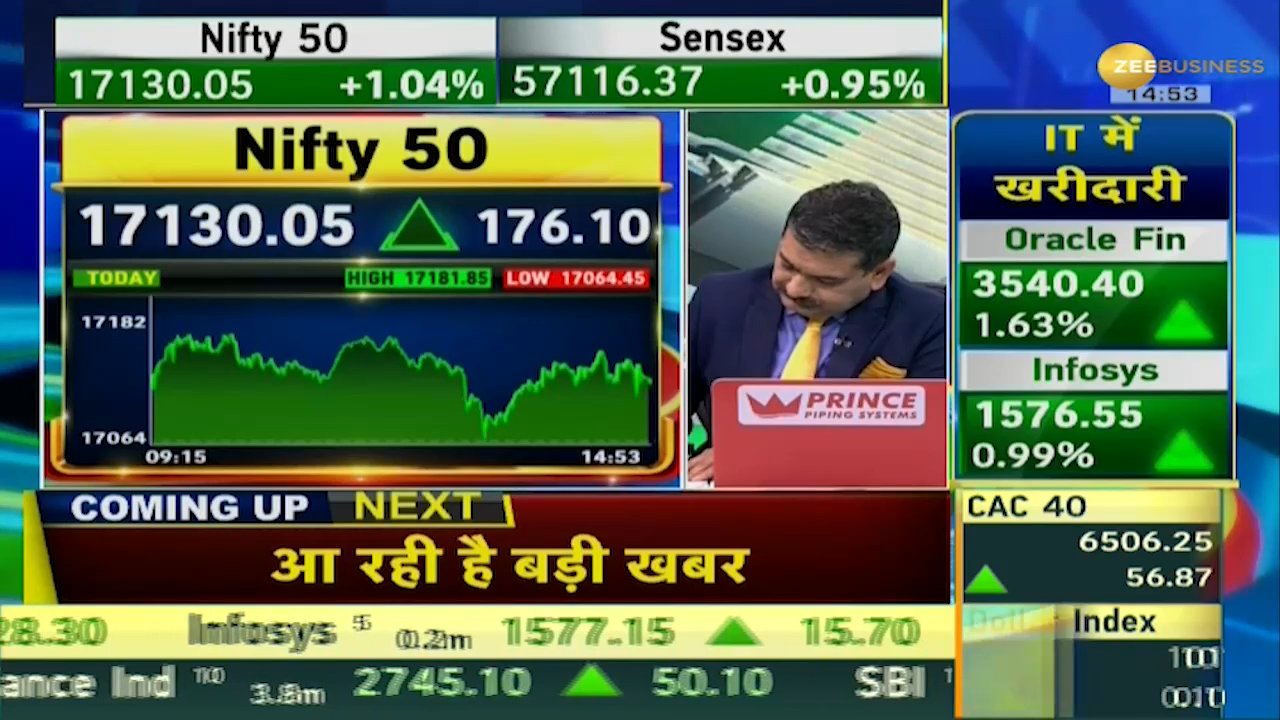 Nifty 50
17130.05 +1.04%
Sensex
57116.37 +0.95%
ZEEBUSINESS
14:53
Nifty 50
17130.05 176.10
TODAY HIGH 17181.85 LOW 17064.45
17182
17064
09:15 14:53
PRINCE
PIPING SYSTEMS
IT में
खरीदारी
Oracle Fin
3540.40
1.63%
Infosys
1576.55
0.99%
COMING UP NEXT
आ रही है बड़ी खबर
CAC 40
6506.25
56.87
Index
28.30 Infosys 1577.15 15.70
ance Ind 3.8m 2745.10 50.10 SBI